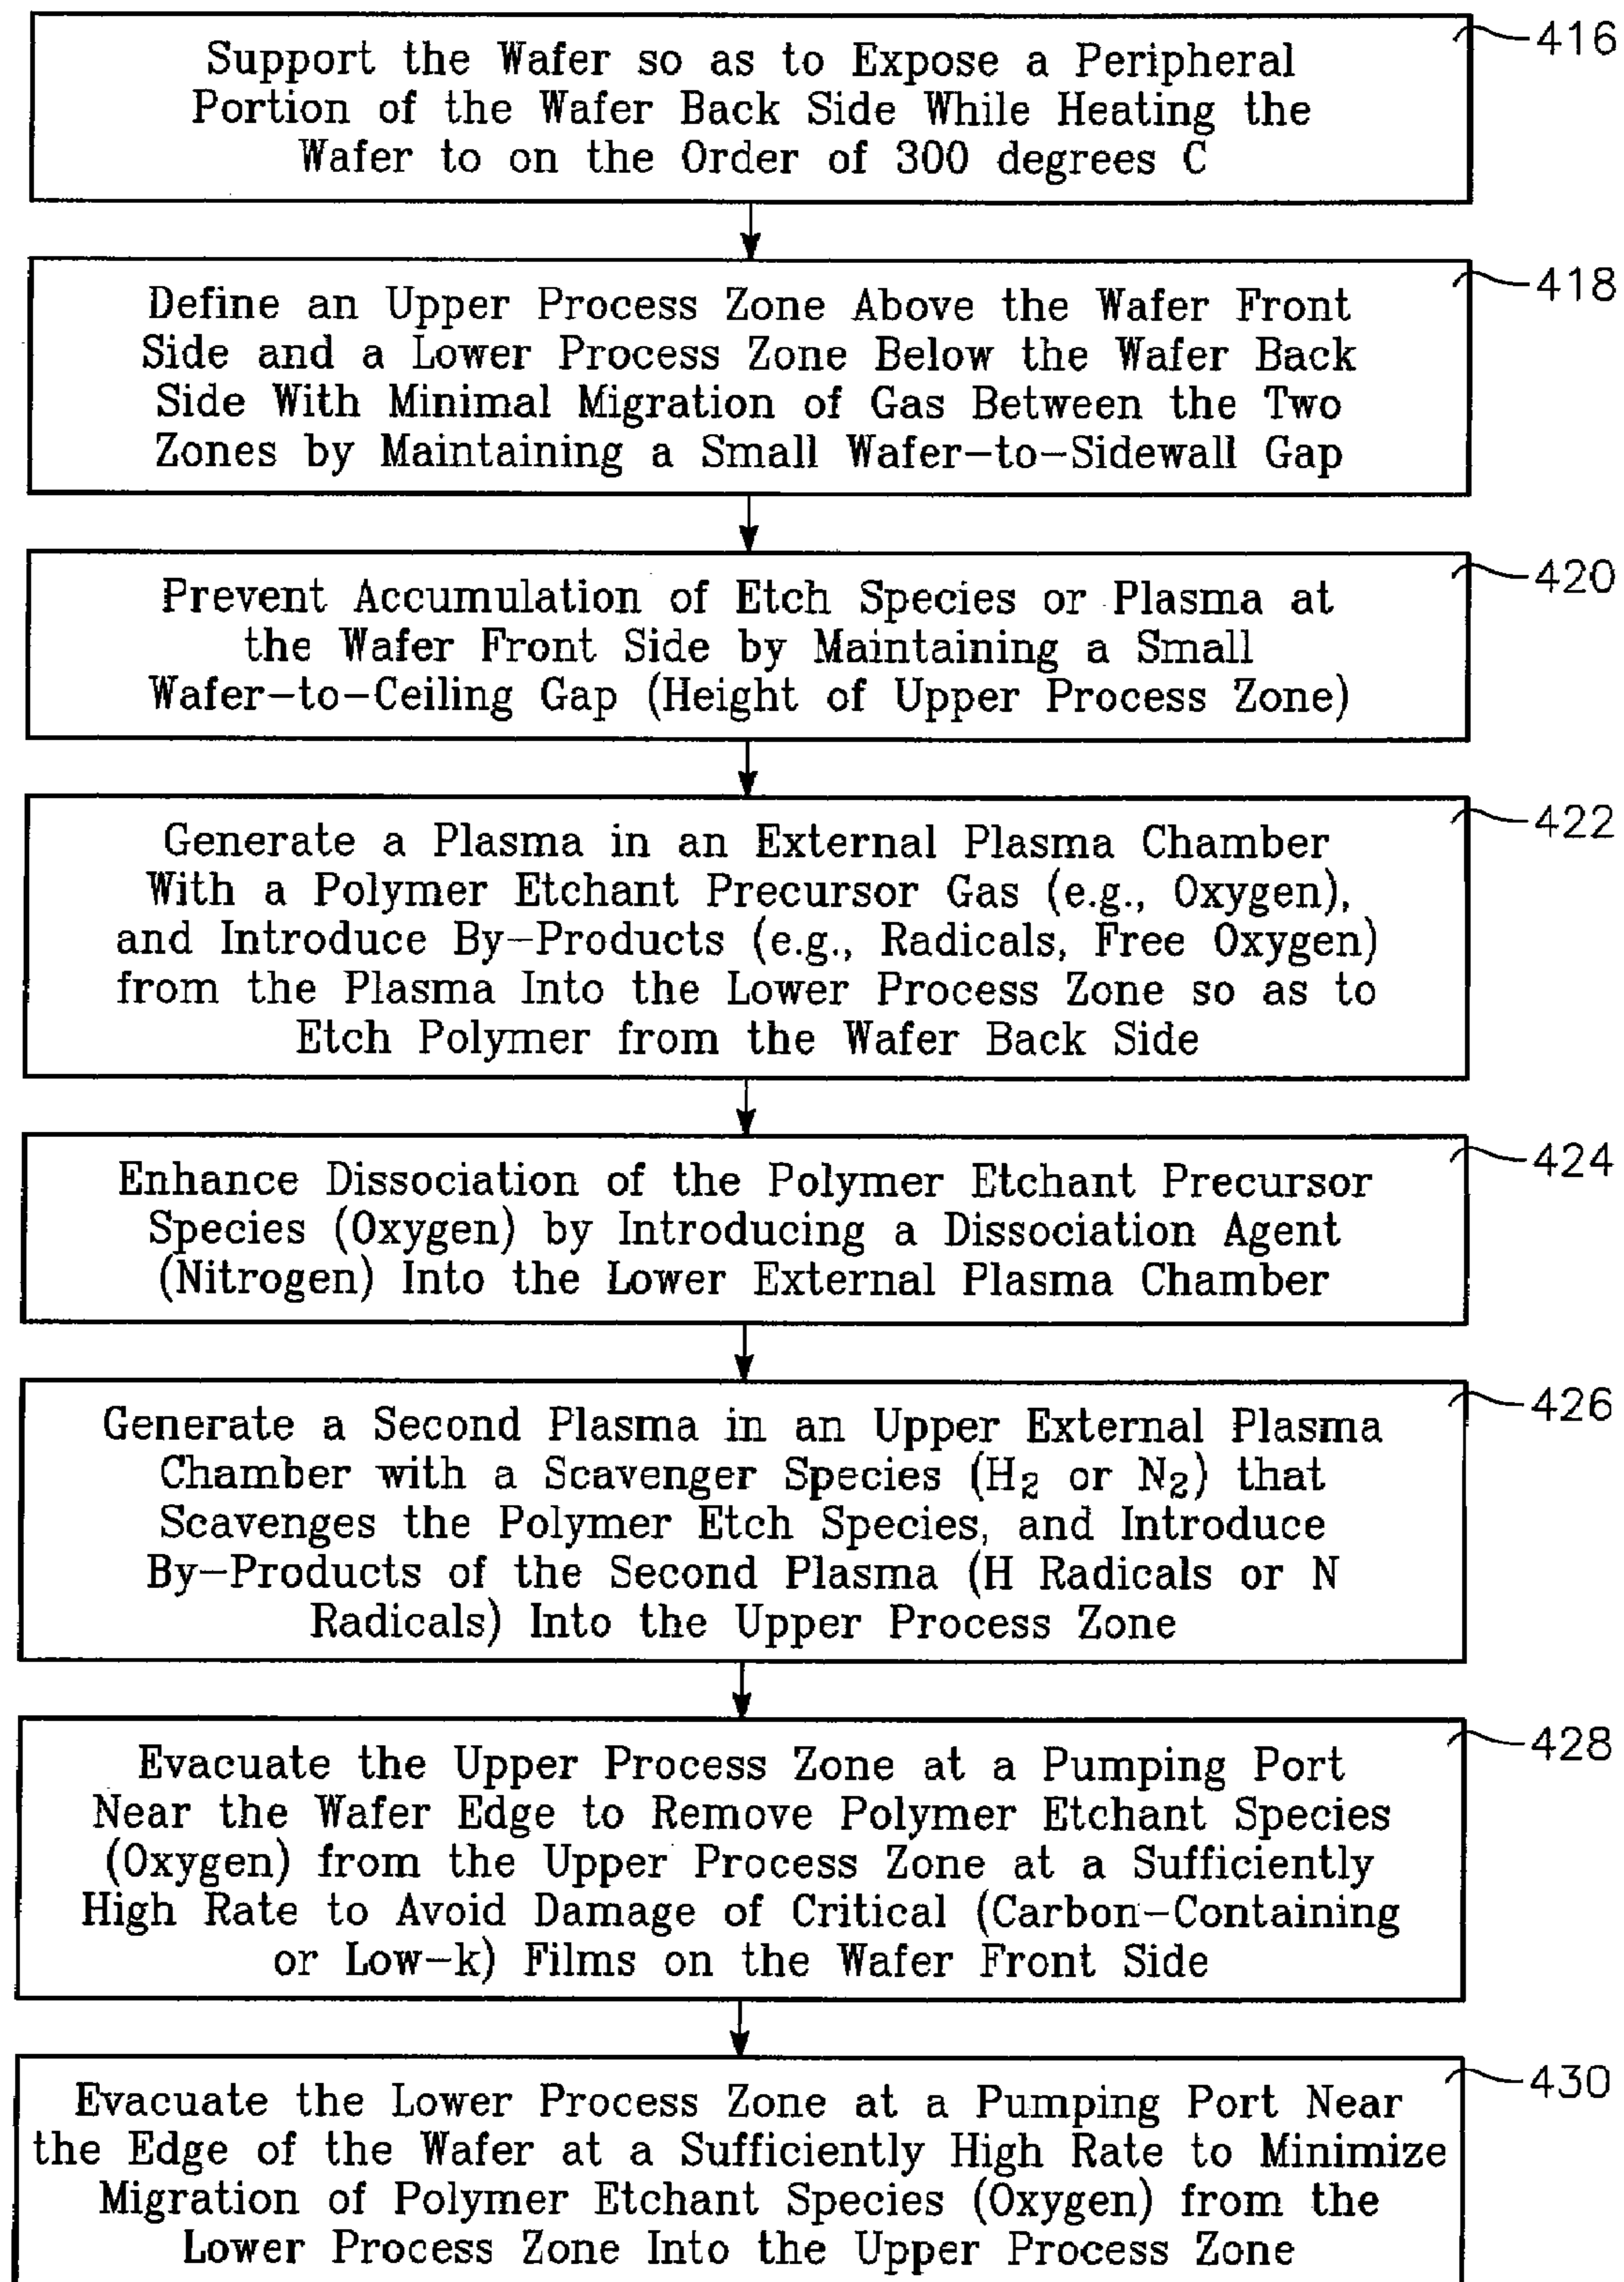 416
Support the Wafer so as to Expose a Peripheral
Portion of the Wafer Back Side While Heating the
Wafer to on the Order of 300 degrees C
418
Define an Upper Process Zone Above the Wafer Front
Side and a Lower Process Zone Below the Wafer Back
Side With Minimal Migration of Gas Between the Two
Zones by Maintaining a Small Wafer-to-Sidewall Gap
420
Prevent Accumulation of Etch Species or Plasma at
the Wafer Front Side by Maintaining a Small
Wafer-to-Ceiling Gap (Height of Upper Process Zone)
422
Generate a Plasma in an External Plasma Chamber
With a Polymer Etchant Precursor Gas (e.g., Oxygen),
and Introduce By-Products (e.g., Radicals, Free Oxygen)
from the Plasma Into the Lower Process Zone so as to
Etch Polymer from the Wafer Back Side
424
Enhance Dissociation of the Polymer Etchant Precursor
Species (Oxygen) by Introducing a Dissociation Agent
(Nitrogen) Into the Lower External Plasma Chamber
426
Generate a Second Plasma in an Upper External Plasma
Chamber with a Scavenger Species (H₂ or N₂) that
Scavenges the Polymer Etch Species, and Introduce
By-Products of the Second Plasma (H Radicals or N
Radicals) Into the Upper Process Zone
428
Evacuate the Upper Process Zone at a Pumping Port
Near the Wafer Edge to Remove Polymer Etchant Species
(Oxygen) from the Upper Process Zone at a Sufficiently
High Rate to Avoid Damage of Critical (Carbon-Containing
or Low-k) Films on the Wafer Front Side
430
Evacuate the Lower Process Zone at a Pumping Port Near
the Edge of the Wafer at a Sufficiently High Rate to Minimize
Migration of Polymer Etchant Species (Oxygen) from the
Lower Process Zone Into the Upper Process Zone